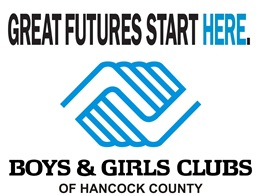 GREAT FUTURES START HERE.
BOYS & GIRLS CLUBS
OF HANCOCK COUNTY